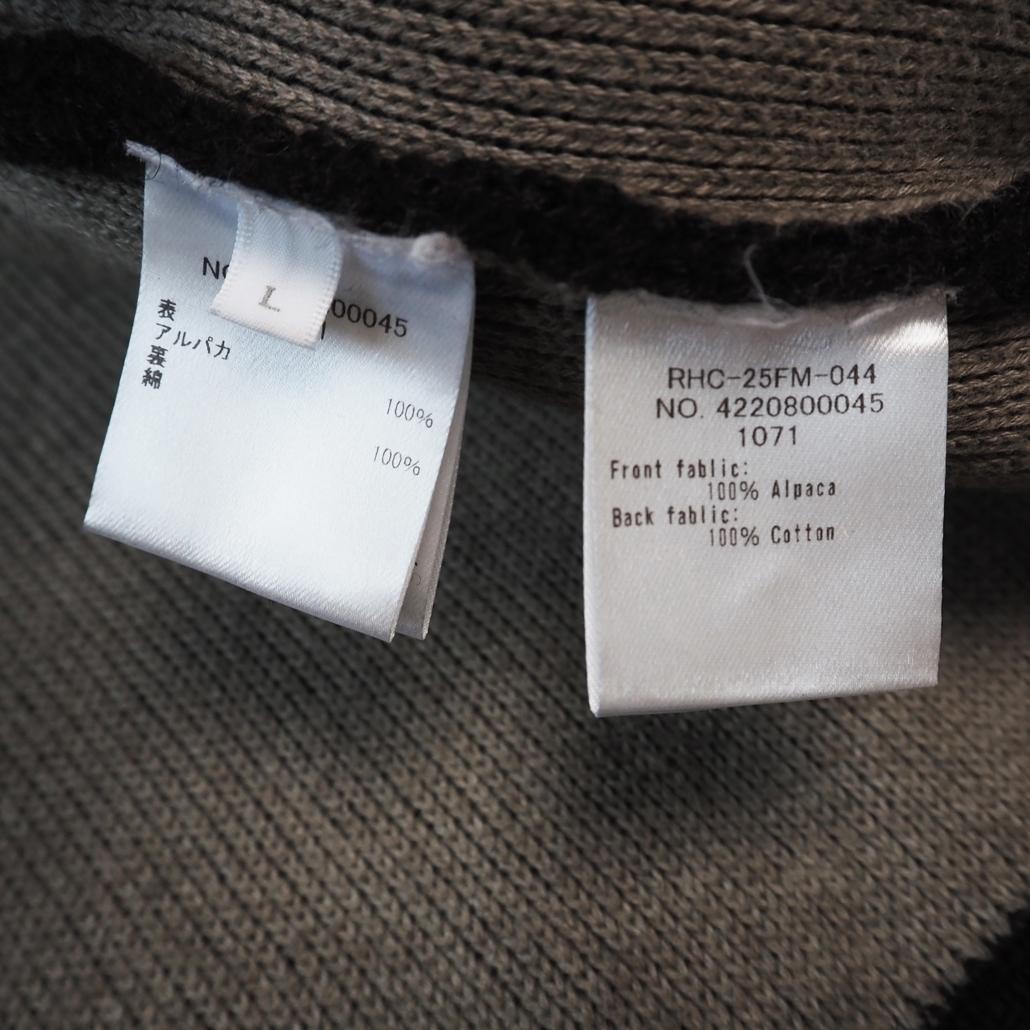 L
00045
表
アルパカ
100%
裏
綿
100%
RHC-25FM-044
NO. 4220800045
1071
Front fablic:
100% Alpaca
Back fablic:
100% Cotton